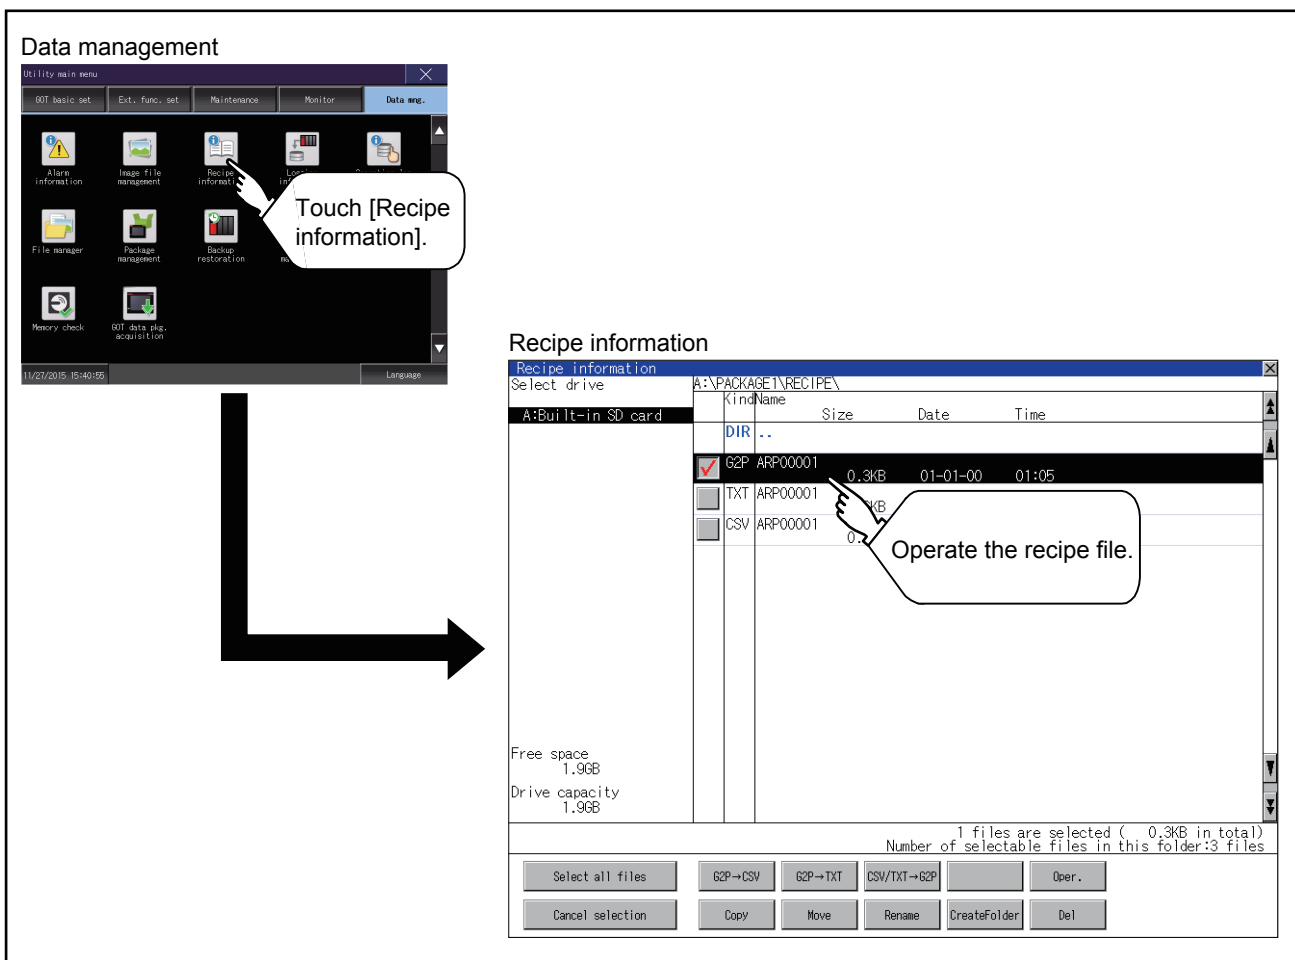 Data management
Utility main menu
GOT basic set
Ext. func. set
Maintenance
Monitor
Data mng.
Alarm
information
Image file
management
Recipe
Touch [Recipe
information].
File manager
Package
management
Backup
restoration
Memory check
GOT data pkg.
acquisition
11/27/2015 15:40:55
Language
Recipe information
Recipe information
Select drive
A:\PACKAGE1\RECIPE\
A:Built-in SD card
Kind Name
Size Date Time
DIR ..
G2P ARP00001
0.3KB 01-01-00 01:05
TXT ARP00001
CSV ARP00001
Operate the recipe file.
Free space
1.9GB
Drive capacity
1.9GB
1 files are selected ( 0.3KB in total)
Number of selectable files in this folder:3 files
Select all files
G2P→CSV
G2P→TXT
CSV/TXT→G2P
Oper.
Cancel selection
Copy
Move
Rename
CreateFolder
Del